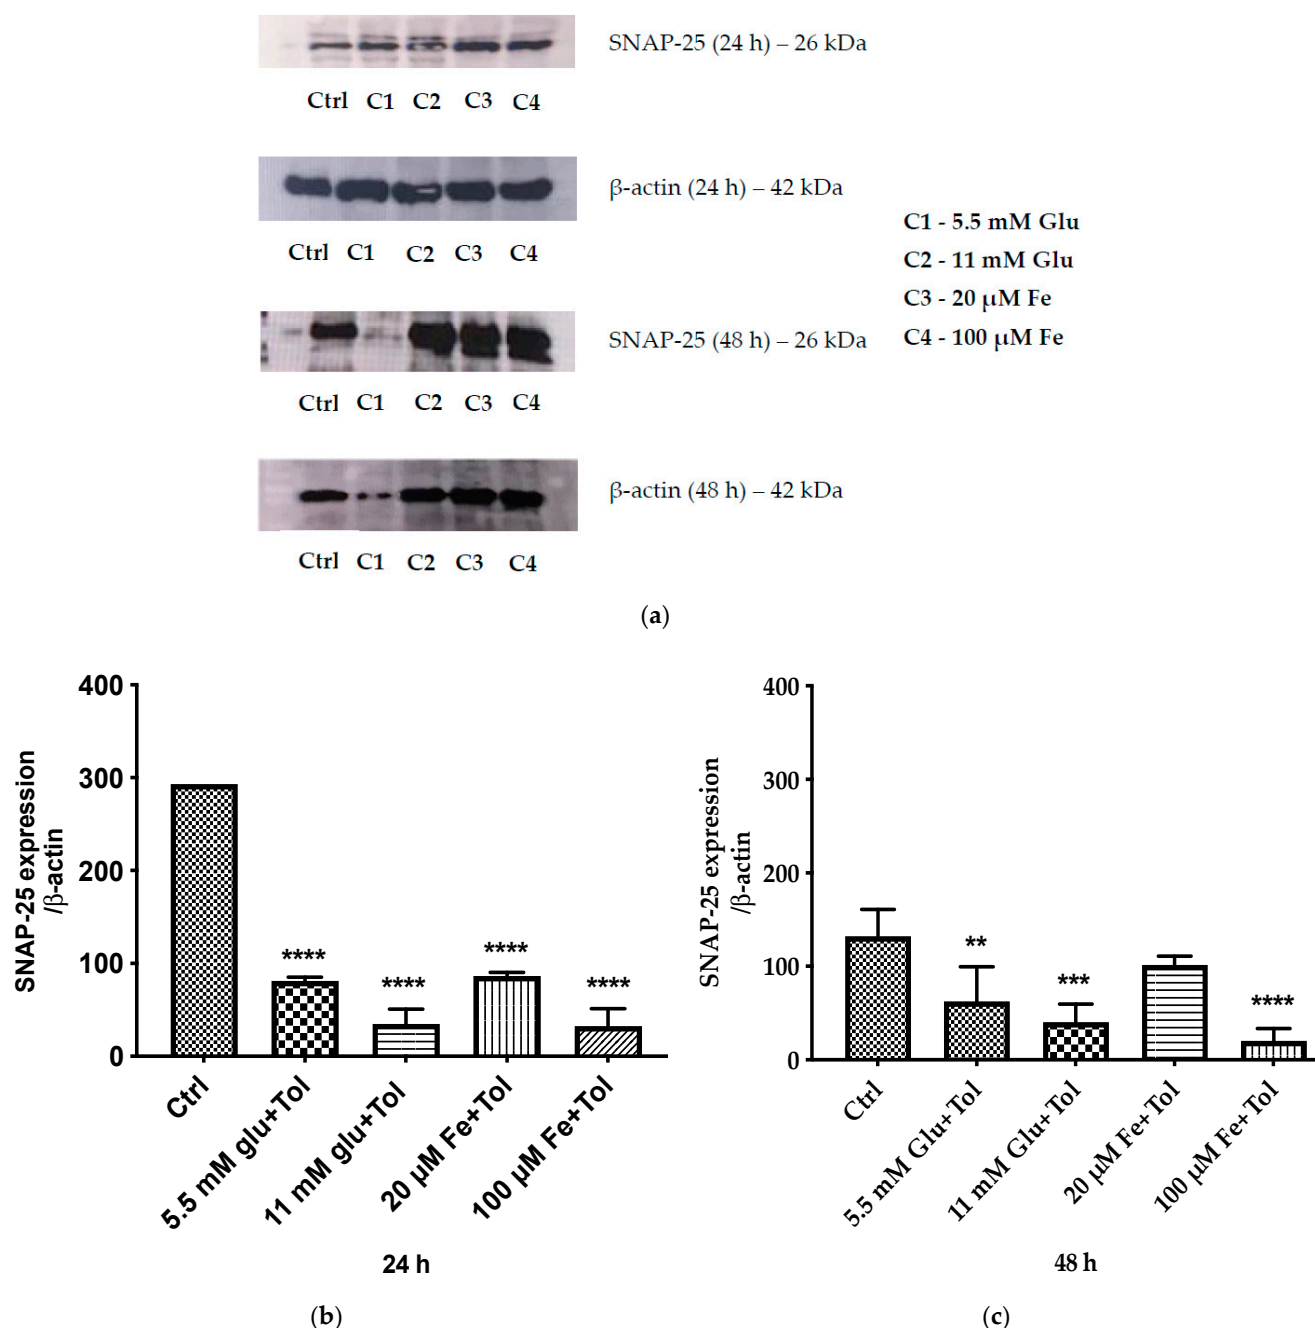 SNAP-25 (24 h) – 26 kDa
Ctrl C1 C2 C3 C4
β-actin (24 h) – 42 kDa
Ctrl C1 C2 C3 C4
C1 - 5.5 mM Glu
C2 - 11 mM Glu
C3 - 20 µM Fe
C4 - 100 µM Fe
SNAP-25 (48 h) – 26 kDa
Ctrl C1 C2 C3 C4
β-actin (48 h) – 42 kDa
Ctrl C1 C2 C3 C4
(a)
SNAP-25 expression
/β-actin
400
300
200
100
0
****
****
****
****
Ctrl
5.5 mM glu+Tol
11 mM glu+Tol
20 µM Fe+Tol
100 µM Fe+Tol
24 h
(b)
SNAP-25 expression
/β-actin
400
300
200
100
0
**
***
****
Ctrl
5.5 mM Glu+Tol
11 mM Glu+Tol
20 µM Fe+Tol
100 µM Fe+Tol
48 h
(c)